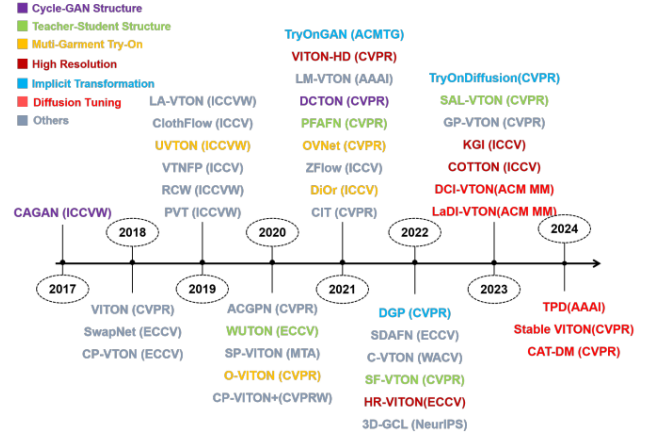 Cycle-GAN Structure
Teacher-Student Structure
Muti-Garment Try-On
High Resolution
Implicit Transformation
Diffusion Tuning
Others
CAGAN (ICCVW)
LA-VTON (ICCVW)
ClothFlow (ICCV)
UVTON (ICCVW)
VTNFP (ICCV)
RCW (ICCVW)
PVT (ICCVW)
TryOnGAN (ACMTG)
VITON-HD (CVPR)
LM-VTON (AAAI)
DCTON (CVPR)
PFAFN (CVPR)
OVNet (CVPR)
ZFlow (ICCV)
DiOr (ICCV)
CIT (CVPR)
TryOnDiffusion(CVPR)
SAL-VTON (CVPR)
GP-VTON (CVPR)
KGI (ICCV)
COTTON (ICCV)
DCI-VTON(ACM MM)
LaDI-VTON(ACM MM)
2018
2020
2022
2024
2017
2019
2021
2023
VITON (CVPR)
SwapNet (ECCV)
CP-VTON (ECCV)
ACGPN (CVPR)
WUTON (ECCV)
SP-VITON (MTA)
O-VITON (CVPR)
CP-VITON+(CVPRW)
DGP (CVPR)
SDAFN (ECCV)
C-VTON (WACV)
SF-VTON (CVPR)
HR-VITON(ECCV)
3D-GCL (NeurIPS)
TPD(AAAI)
Stable VITON(CVPR)
CAT-DM (CVPR)